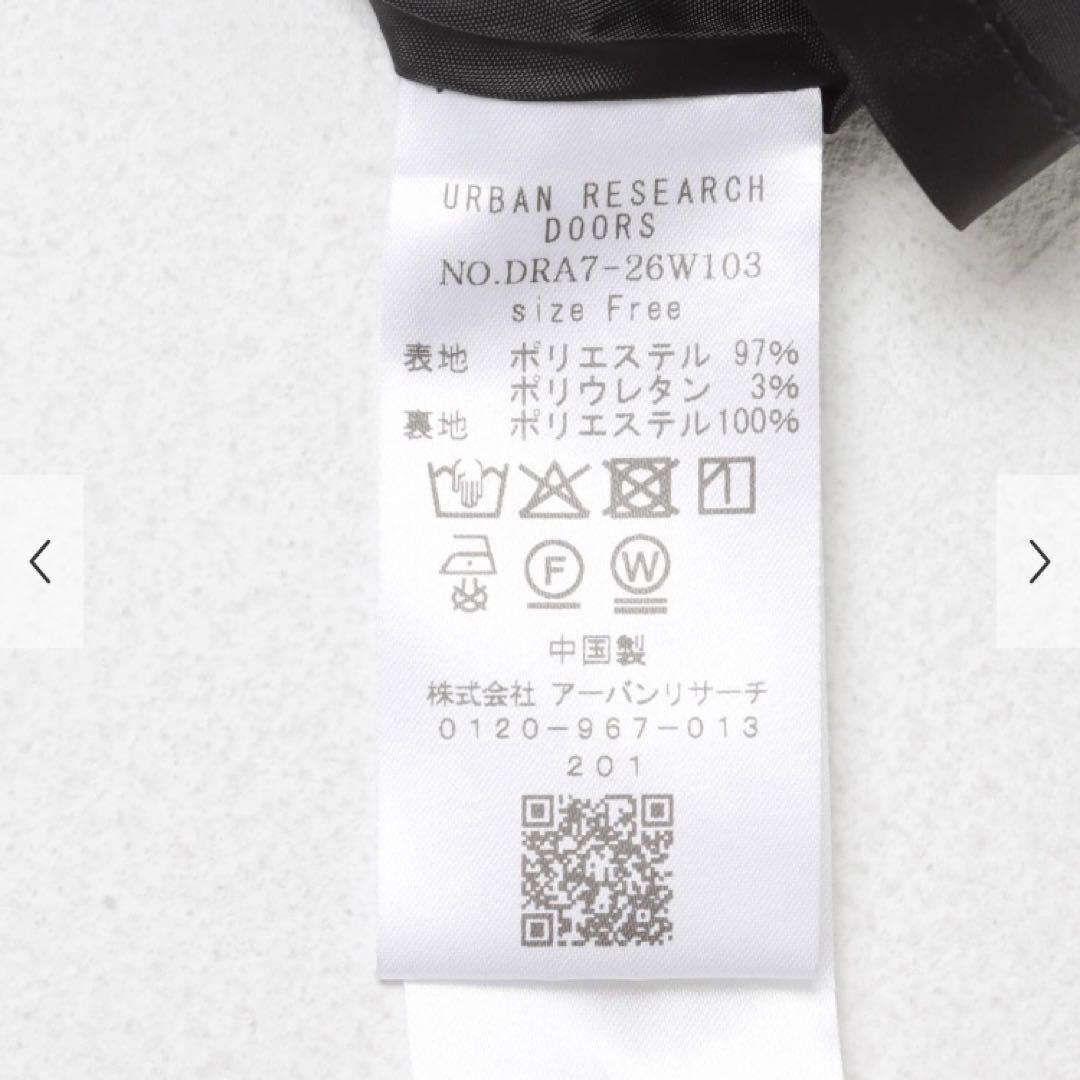 URBAN RESEARCH
DOORS
NO.DRA7-26W103
size Free
表地 ポリエステル 97%
ポリウレタン 3%
裏地 ポリエステル100%
F W
中国製
株式会社 アーバンリサーチ
0120-967-013
201